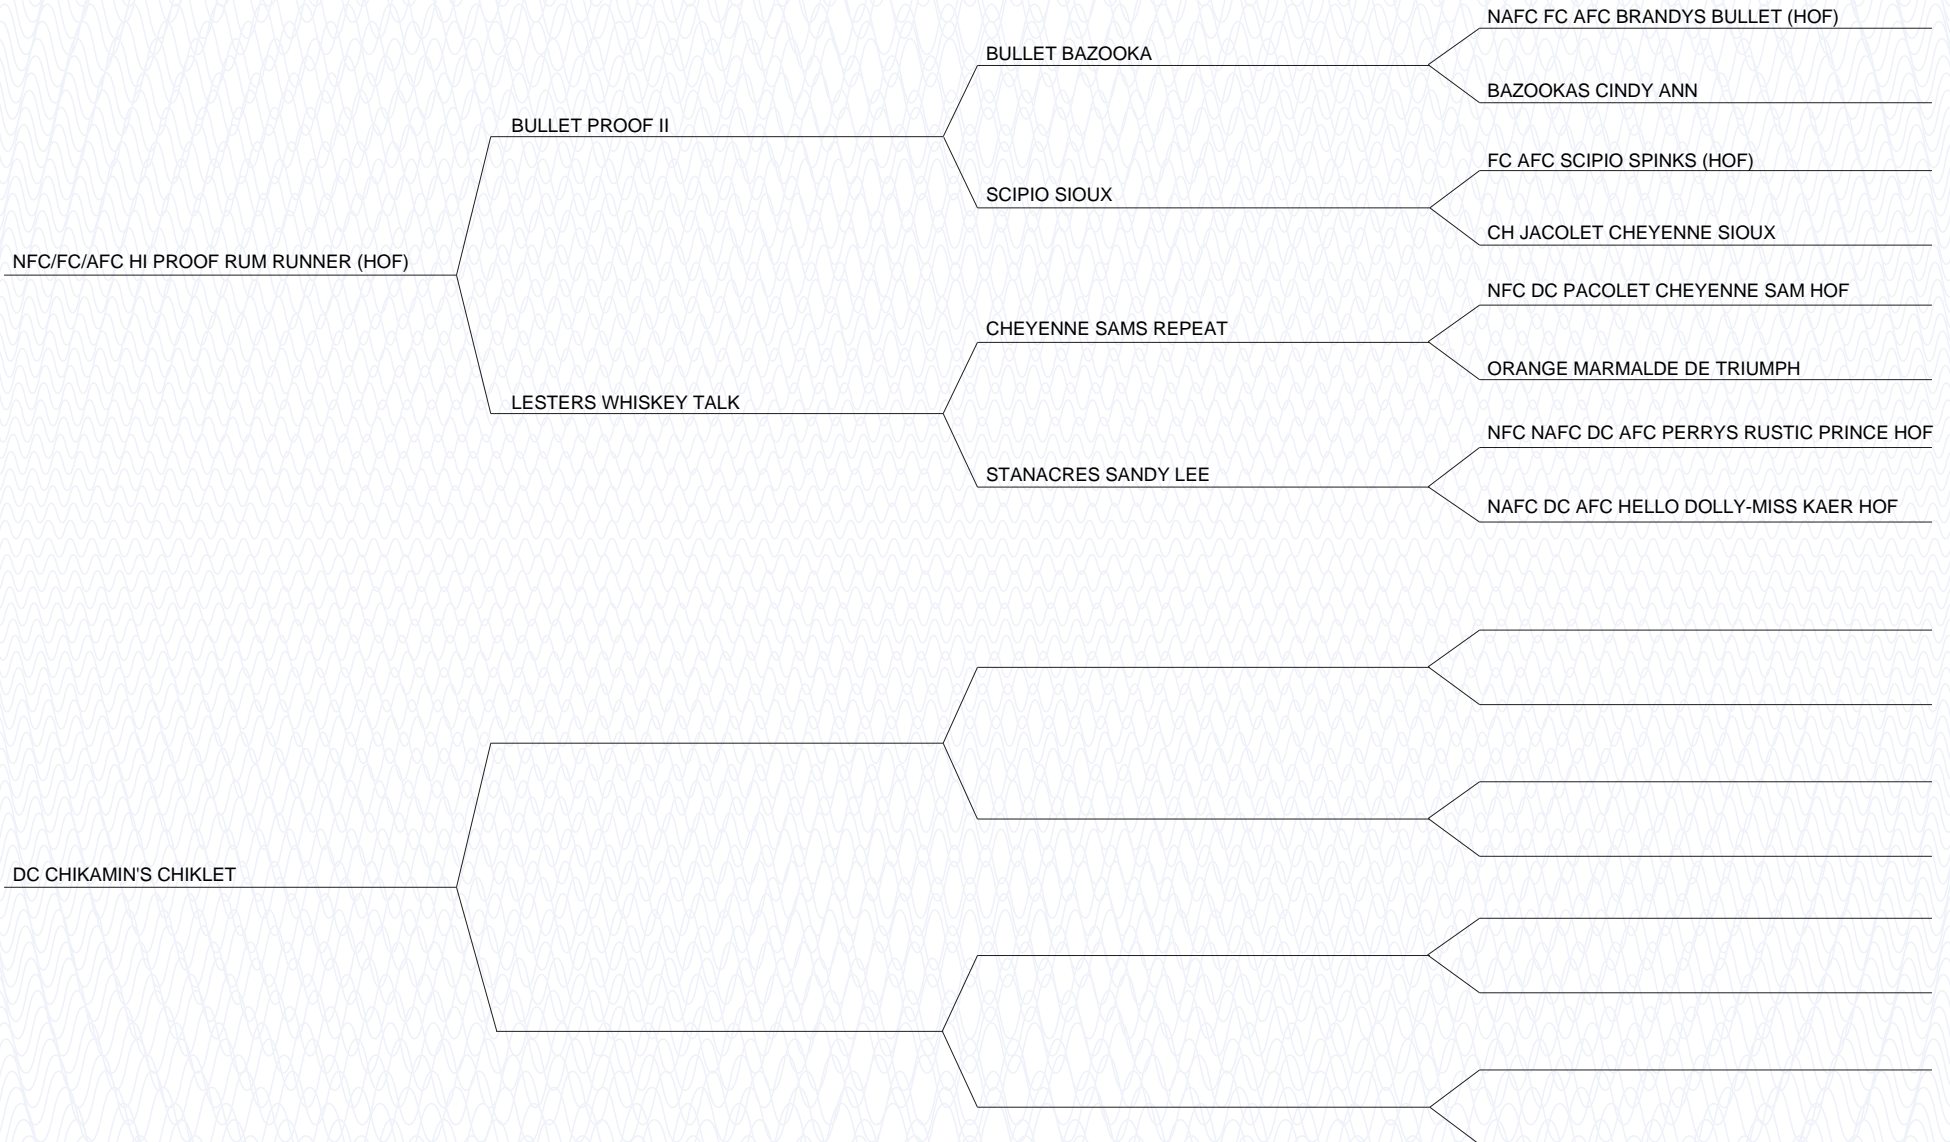 NAFC FC AFC BRANDYS BULLET (HOF)
BULLET BAZOOKA
BAZOOKAS CINDY ANN
BULLET PROOF II
FC AFC SCIPIO SPINKS (HOF)
SCIPIO SIOUX
CH JACOLET CHEYENNE SIOUX
NFC/FC/AFC HI PROOF RUM RUNNER (HOF)
NFC DC PACOLET CHEYENNE SAM HOF
CHEYENNE SAMS REPEAT
ORANGE MARMALDE DE TRIUMPH
LESTERS WHISKEY TALK
NFC NAFC DC AFC PERRYS RUSTIC PRINCE HOF
STANACRES SANDY LEE
NAFC DC AFC HELLO DOLLY-MISS KAER HOF
DC CHIKAMIN'S CHIKLET